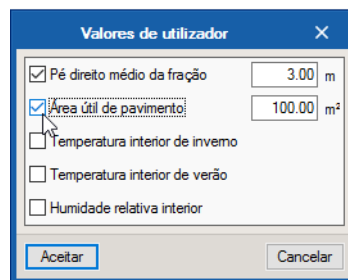 Valores de utilizador
Pé direito médio da fração 3.00 m
Área útil de pavimento 100.00 m²
Temperatura interior de inverno
Temperatura interior de verão
Humidade relativa interior
Aceitar Cancelar